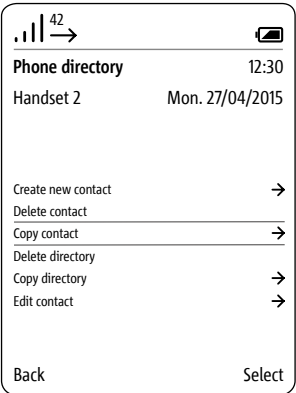 42
Phone directory 12:30
Handset 2 Mon. 27/04/2015
Create new contact
Delete contact
Copy contact
Delete directory
Copy directory
Edit contact
Back Select